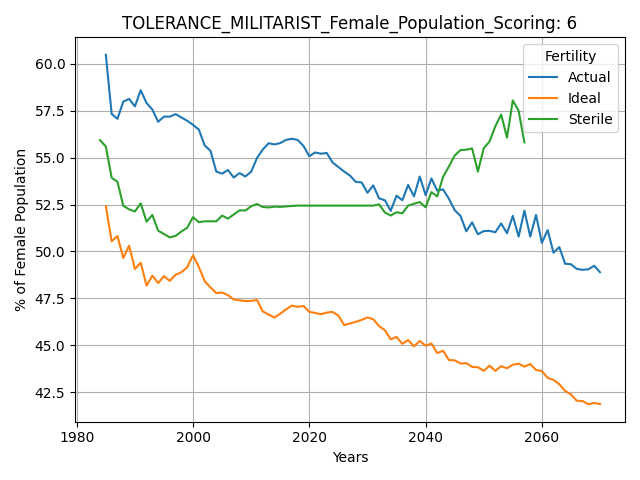 TOLERANCE_MILITARIST_Female_Population_Scoring: 6
Fertility
Actual
Ideal
Sterile
% of Female Population
60.0
57.5
55.0
52.5
50.0
47.5
45.0
42.5
1980
2000
2020
2040
2060
Years